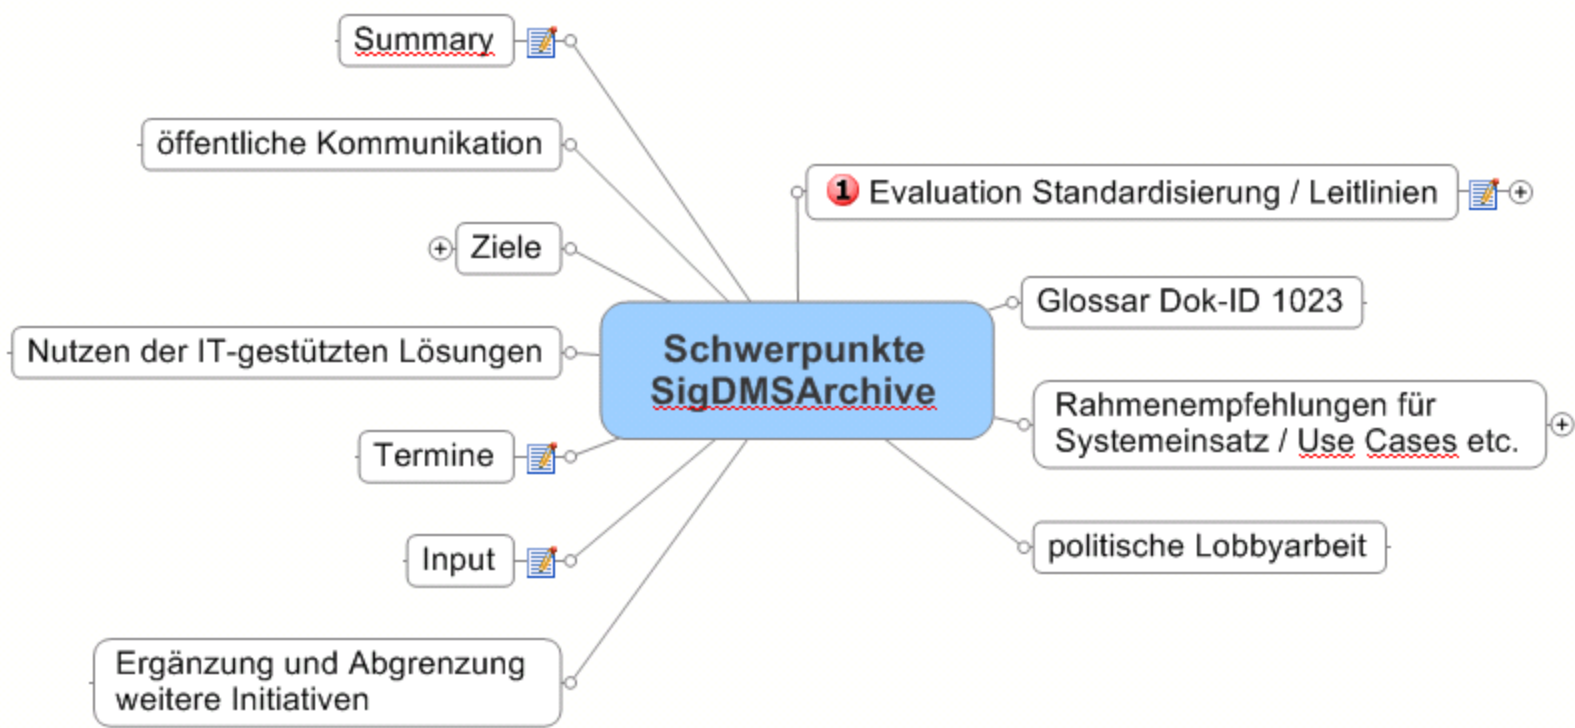 Summary
öffentliche Kommunikation
Ziele
Nutzen der IT-gestützten Lösungen
Termine
Input
Ergänzung und Abgrenzung
weitere Initiativen
Schwerpunkte
SigDMSArchive
1 Evaluation Standardisierung / Leitlinien
Glossar Dok-ID 1023
Rahmenempfehlungen für
Systemeinsatz / Use Cases etc.
politische Lobbyarbeit